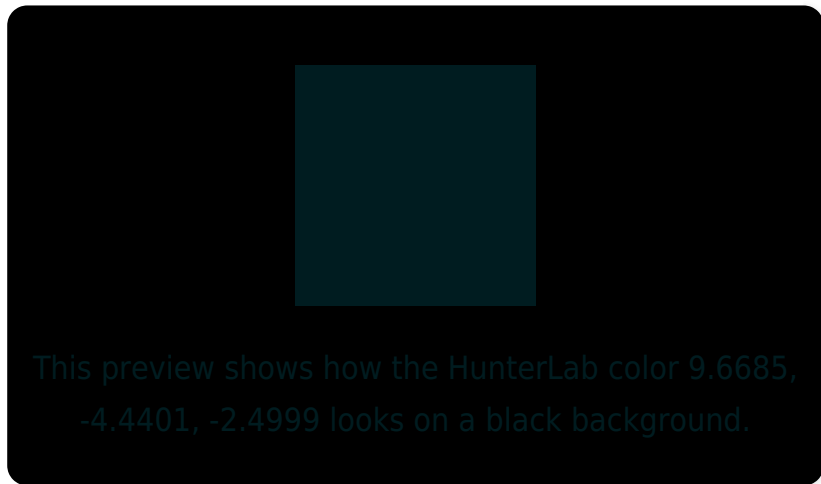 This preview shows how the HunterLab color 9.6685,
-4.4401, -2.4999 looks on a black background.